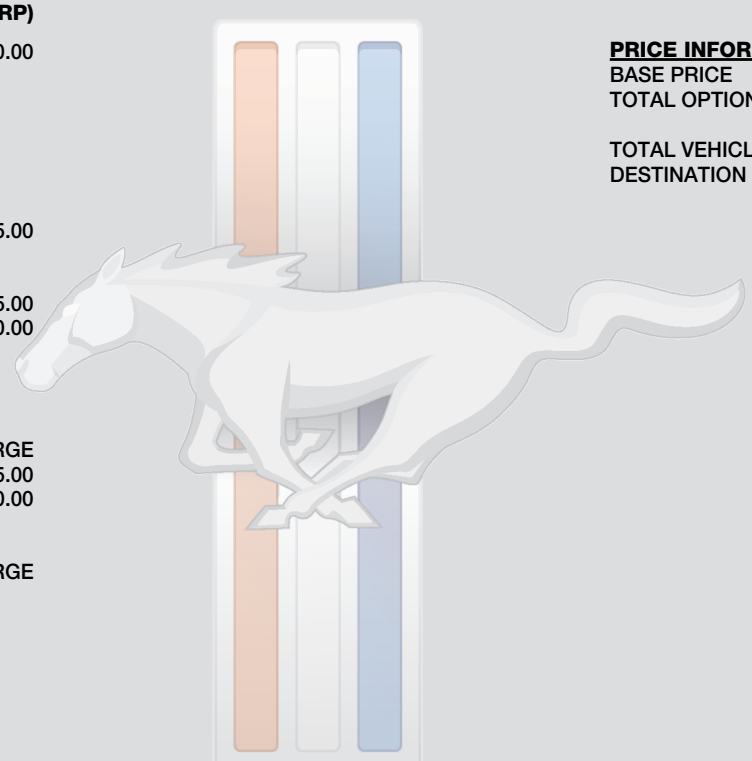 RP)
0.00
5.00
5.00
0.00
RGE
5.00
0.00
RGE
PRICE INFOR
BASE PRICE
TOTAL OPTION
TOTAL VEHICL
DESTINATION